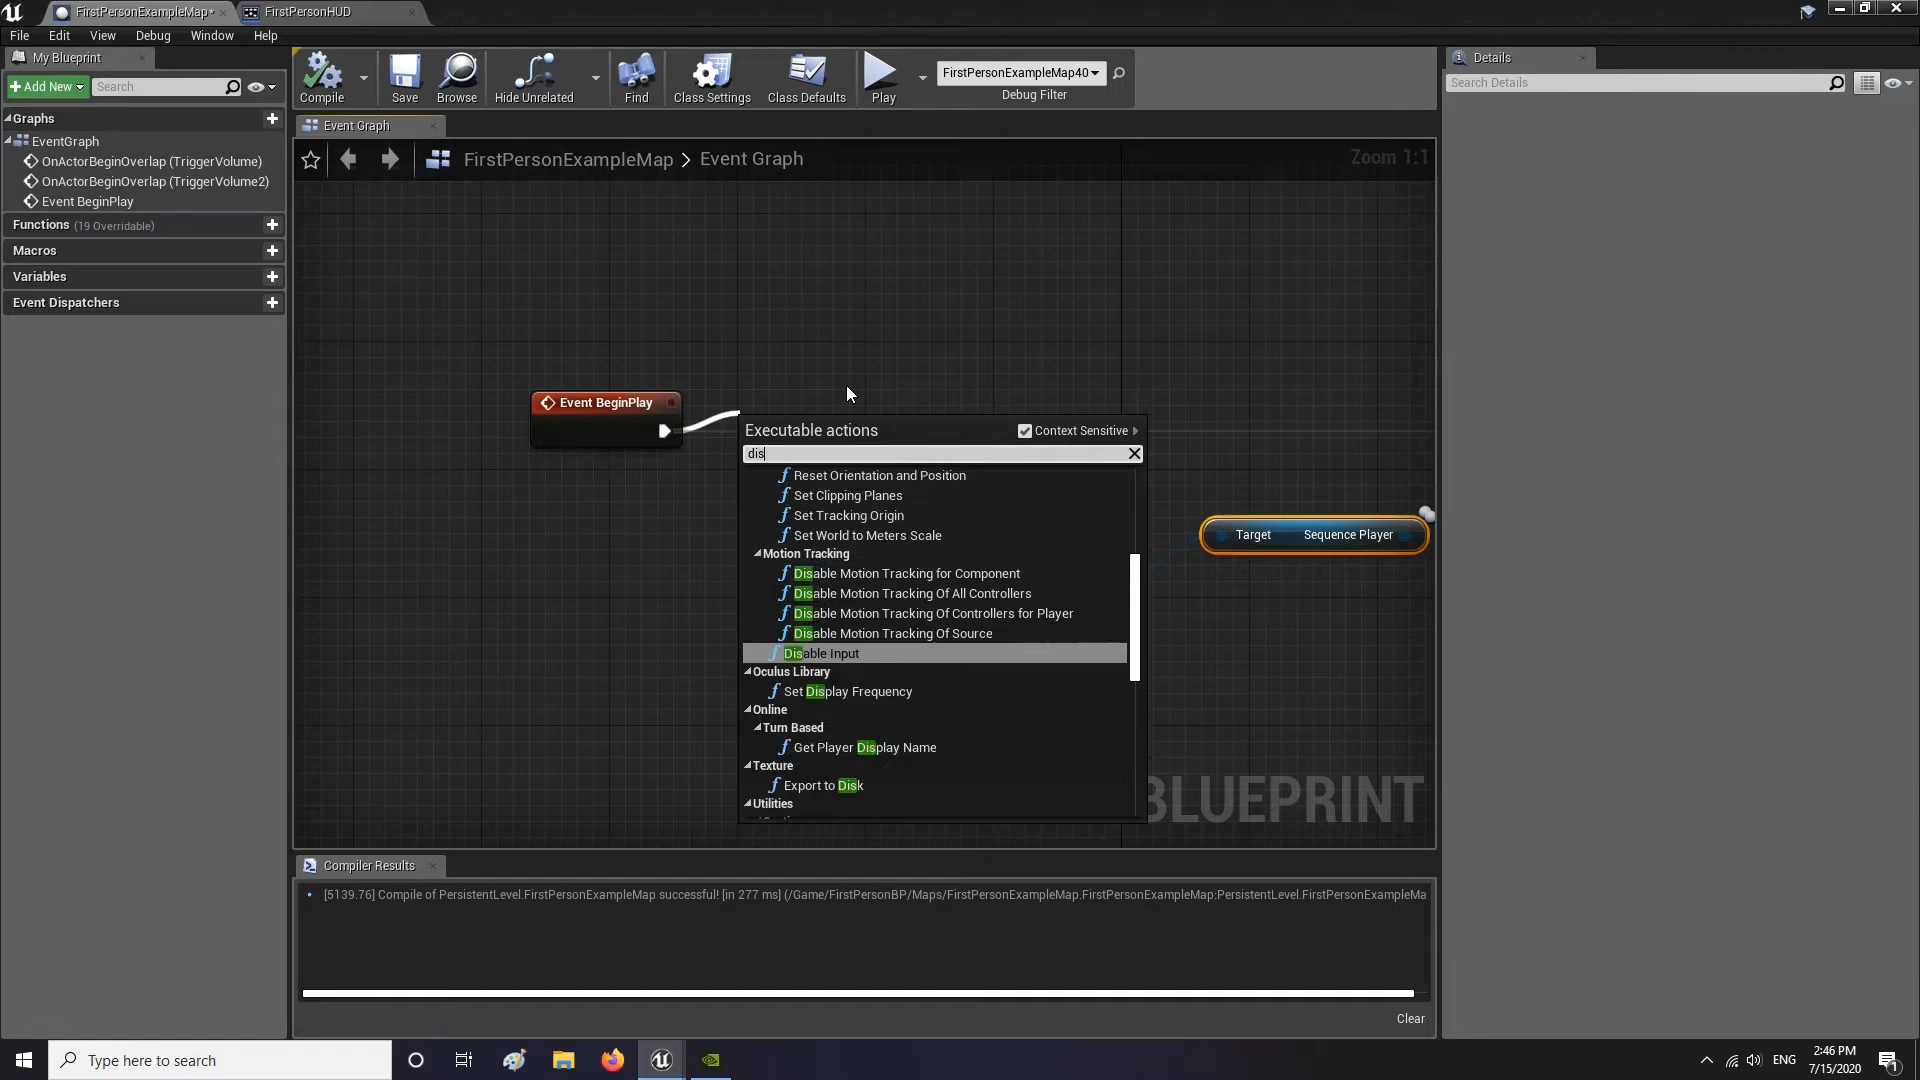 FirstPersonExampleMap•
FirstPersonHUD
File Edit View Debug Window Help
My Blueprint
Add New
Search
Graphs
EventGraph
OnActorBeginOverlap (TriggerVolume)
OnActorBeginOverlap (TriggerVolume2)
Event BeginPlay
Functions (19 Overridable)
Macros
Variables
Event Dispatchers
Compile
Save
Browse
Hide Unrelated
Find
Class Settings
Class Defaults
Play
FirstPersonExampleMap40
Debug Filter
Event Graph
FirstPersonExampleMap > Event Graph
Zoom 1:1
Event BeginPlay
Executable actions
Context Sensitive
dis
Reset Orientation and Position
Set Clipping Planes
Set Tracking Origin
Set World to Meters Scale
Motion Tracking
Disable Motion Tracking for Component
Disable Motion Tracking Of All Controllers
Disable Motion Tracking Of Controllers for Player
Disable Motion Tracking Of Source
Disable Input
Oculus Library
Set Display Frequency
Online
Turn Based
Get Player Display Name
Texture
Export to Disk
Utilities
Target Sequence Player
BLUEPRINT
Compiler Results
[5139.76] Compile of PersistentLevel.FirstPersonExampleMap successful! [in 277 ms] (/Game/FirstPersonBP/Maps/FirstPersonExampleMap.FirstPersonExampleMap:PersistentLevel.FirstPersonExampleMa
Clear
Details
Search Details
Type here to search
ENG
2:46 PM
7/15/2020
1